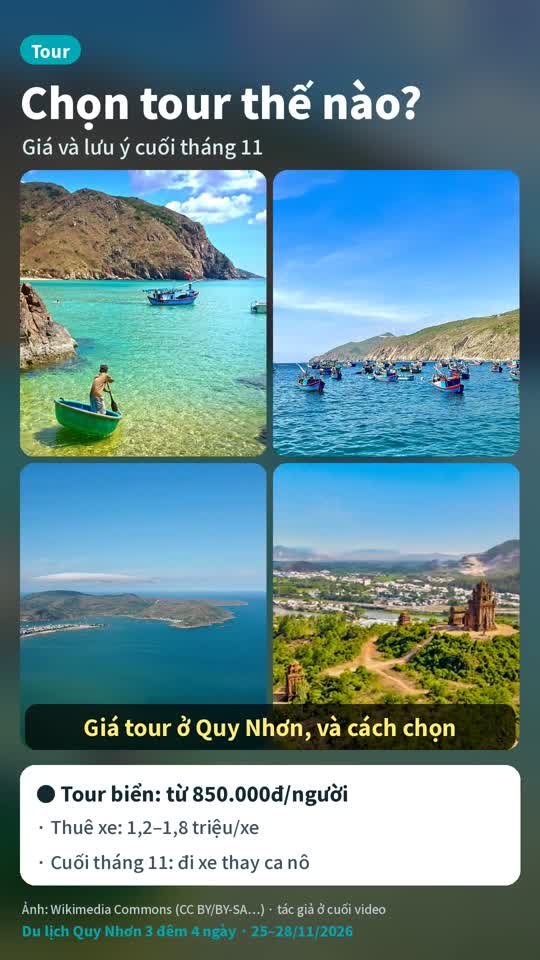 Tour
Chọn tour thế nào?
Giá và lưu ý cuối tháng 11
Giá tour ở Quy Nhơn, và cách chọn
● Tour biển: từ 850.000đ/người
· Thuê xe: 1,2–1,8 triệu/xe
· Cuối tháng 11: đi xe thay ca nô
Ảnh: Wikimedia Commons (CC BY/BY-SA…) · tác giả ở cuối video
Du lịch Quy Nhơn 3 đêm 4 ngày · 25–28/11/2026